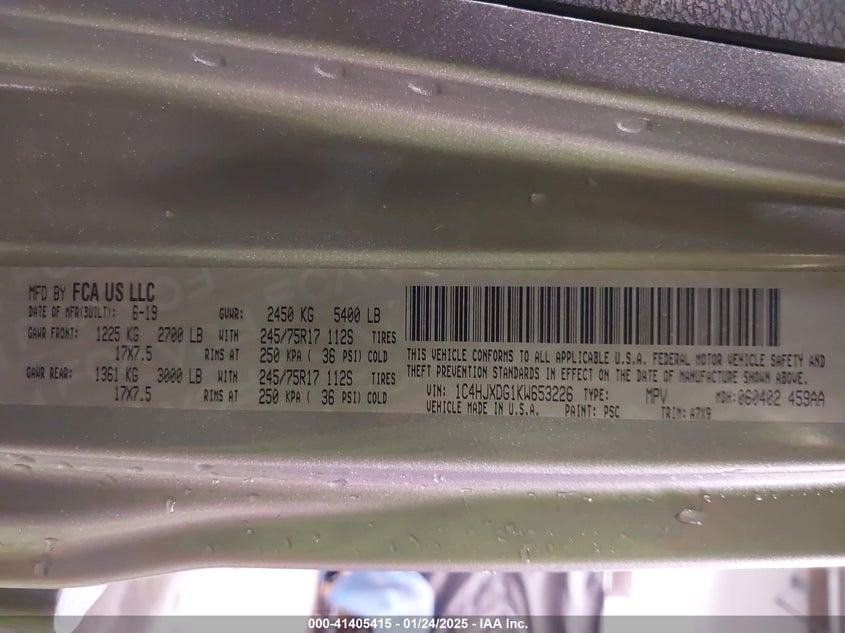 MFD BY FCA US LLC
DATE OF MFR(BUILT): 6-19 GVWR: 2450 KG 5400 LB
GAWR FRONT: 1225 KG 2700 LB WITH 245/75R17 112S TIRES
17X7.5 RIMS AT 250 KPA ( 36 PSI) COLD
GAWR REAR: 1361 KG 3000 LB WITH 245/75R17 112S TIRES
17X7.5 RIMS AT 250 KPA ( 36 PSI) COLD
THIS VEHICLE CONFORMS TO ALL APPLICABLE U.S.A. FEDERAL MOTOR VEHICLE SAFETY AND
THEFT PREVENTION STANDARDS IN EFFECT ON THE DATE OF MANUFACTURE SHOWN ABOVE.
VIN: 1C4HJXDG1KW653226 TYPE: MPV MDH: 060402 459AA
VEHICLE MADE IN U.S.A. PAINT: PSC TRIM: A7X9
000-41405415 - 01/24/2025 - IAA Inc.